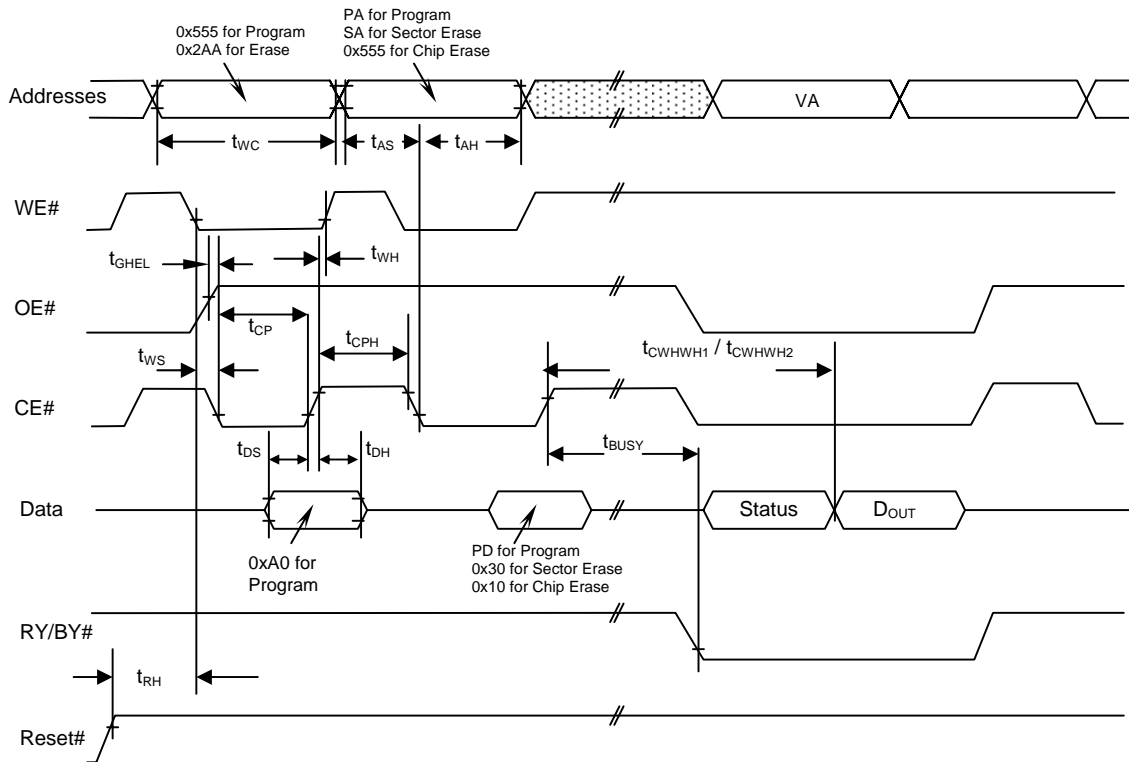 0x555 for Program
0x2AA for Erase
PA for Program
SA for Sector Erase
0x555 for Chip Erase
Addresses
VA
tWC
tAS
tAH
WE#
tGHEL
tWH
OE#
tCP
tCPH
tWS
tCWHWH1 / tCWHWH2
CE#
tDS
tDH
tBUSY
Data
Status
DOUT
0xA0 for
Program
PD for Program
0x30 for Sector Erase
0x10 for Chip Erase
RY/BY#
tRH
Reset#